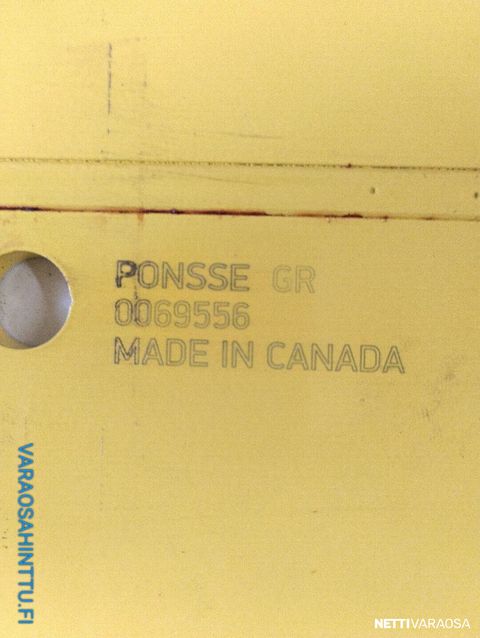 PONSSE GR
0069556
MADE IN CANADA
VARAOSAHINTTU.FI
NETTIVARAOSA